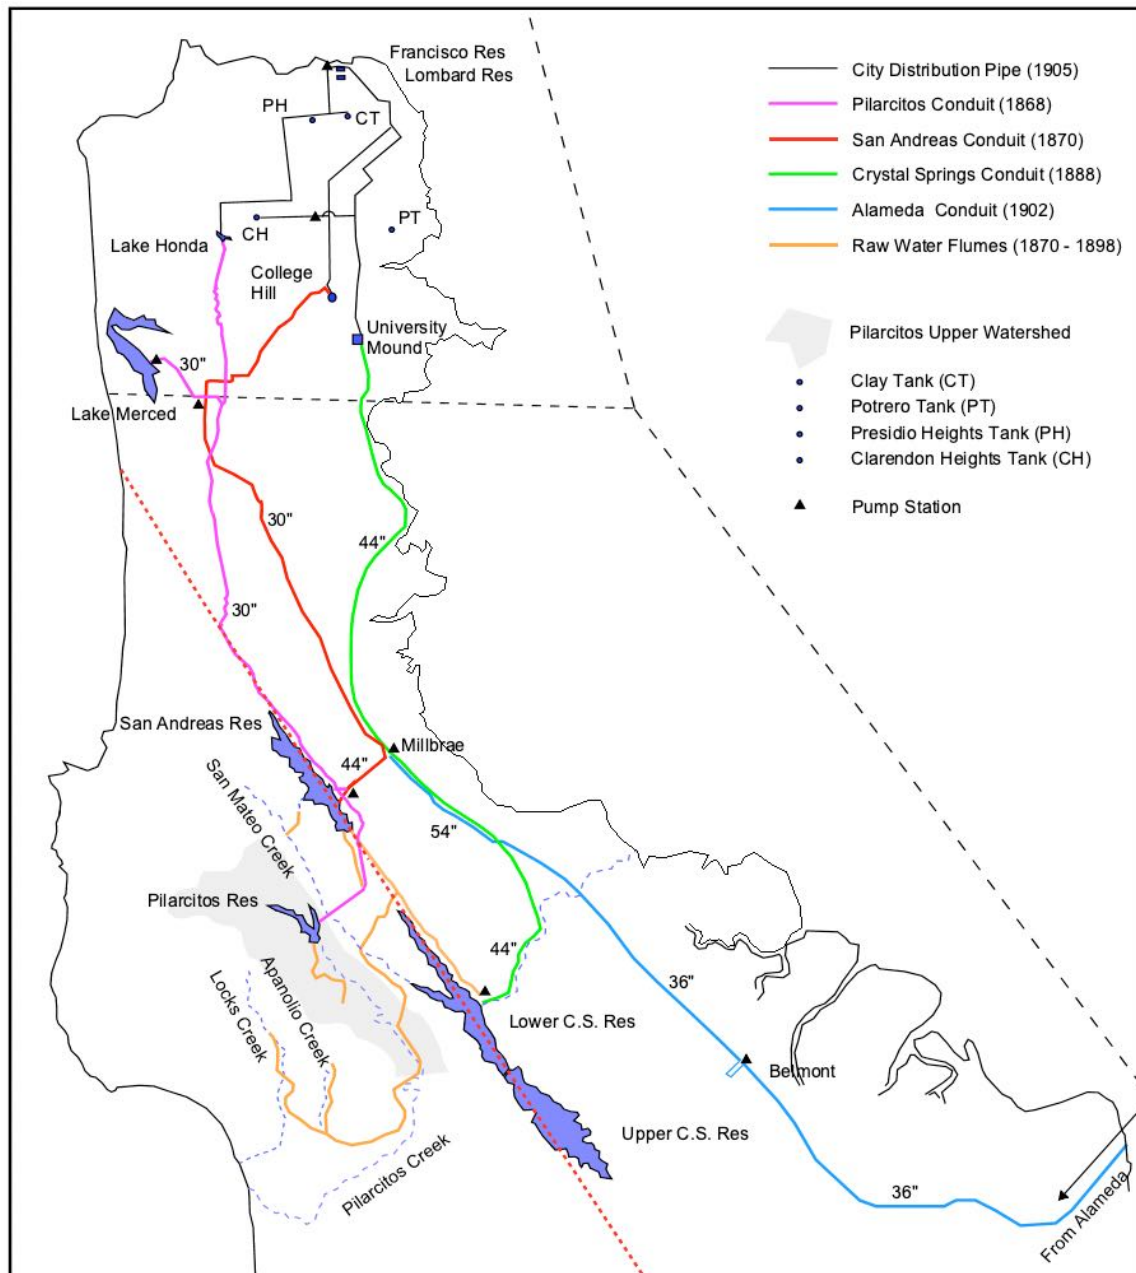 Francisco Res
Lombard Res
PH
CT
CH
PT
Lake Honda
College
Hill
University
Mound
30"
Lake Merced
30"
44"
30"
San Andreas Res
Millbrae
44"
San Mateo Creek
54"
Pilarcitos Res
44"
Locks Creek
Apanolio Creek
36"
Lower C.S. Res
Belmont
Upper C.S. Res
Pilarcitos Creek
36"
From Alameda
City Distribution Pipe (1905)
Pilarcitos Conduit (1868)
San Andreas Conduit (1870)
Crystal Springs Conduit (1888)
Alameda Conduit (1902)
Raw Water Flumes (1870 - 1898)
Pilarcitos Upper Watershed
Clay Tank (CT)
Potrero Tank (PT)
Presidio Heights Tank (PH)
Clarendon Heights Tank (CH)
Pump Station